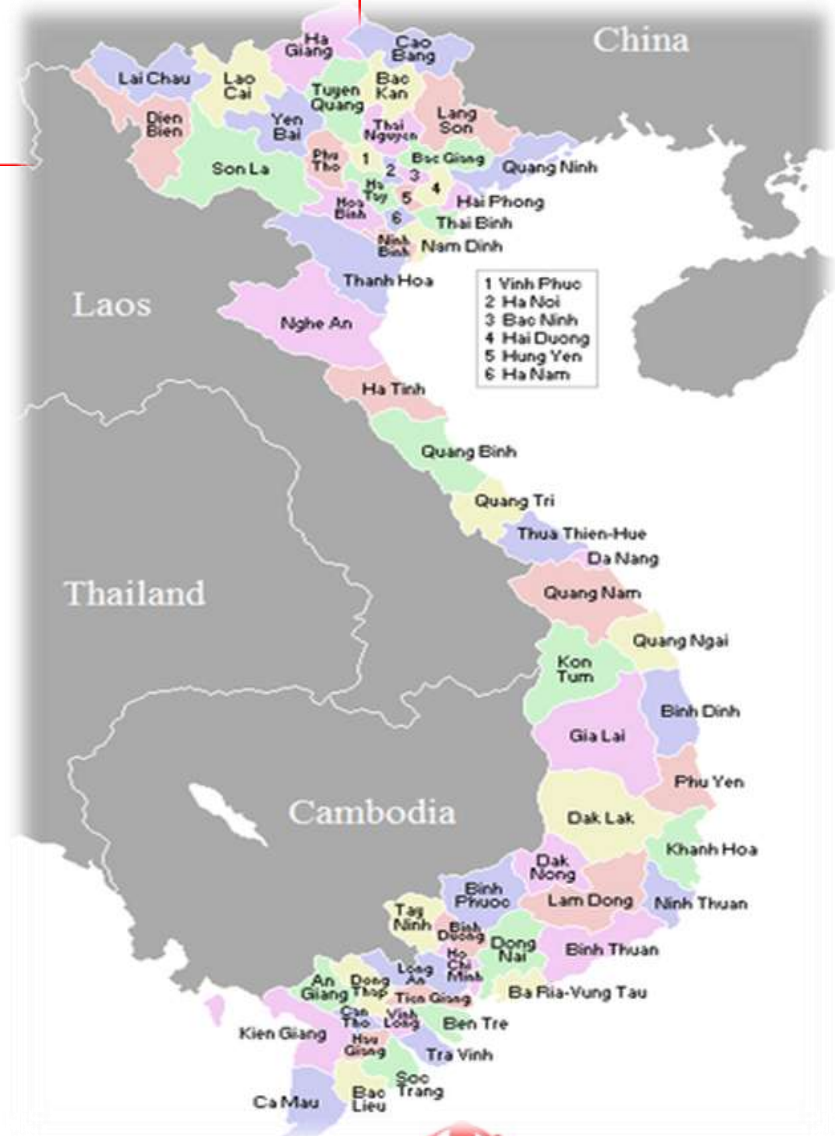 China
Ha
Giang
Cao
Bang
Lai Chau
Lao
Cai
Tuyen
Quang
Bac
Kan
Dien
Bien
Yen
Bai
Thai
Nguyen
Lang
Son
Son La
Phu
Tho
1
2
3
Bac Giang
Quang Ninh
Ha
Tay
4
5
Hoa
Binh
6
Hai Phong
Thai Binh
Ninh
Binh
Nam Dinh
Thanh Hoa
1 Vinh Phuc
2 Ha Noi
3 Bac Ninh
4 Hai Duong
5 Hung Yen
6 Ha Nam
Laos
Nghe An
Ha Tinh
Quang Binh
Quang Tri
Thua Thien-Hue
Da Nang
Thailand
Quang Nam
Quang Ngai
Kon
Tum
Binh Dinh
Gia Lai
Phu Yen
Cambodia
Dak Lak
Khanh Hoa
Dak
Nong
Binh
Phuoc
Lam Dong
Ninh Thuan
Tay
Ninh
Binh
Duong
Dong
Nai
Binh Thuan
Ho
Chi
Minh
Long
An
An
Giang
Dong
Thap
Tien Giang
Ba Ria-Vung Tau
Can
Tho
Vinh
Long
Ben Tre
Kien Giang
Hau
Giang
Tra Vinh
Soc
Trang
Bac
Lieu
Ca Mau